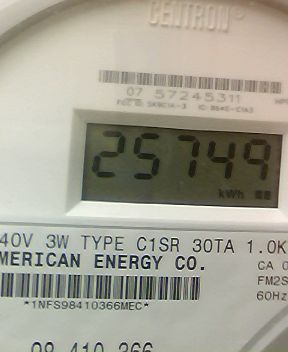 CENTRON®
07 57245311
25749
kWh
40V 3W TYPE C1SR 30TA 1.0K
MERICAN ENERGY CO.
CA 0
FM2S
60Hz
*1NFS98410366MEC*
98 410 366